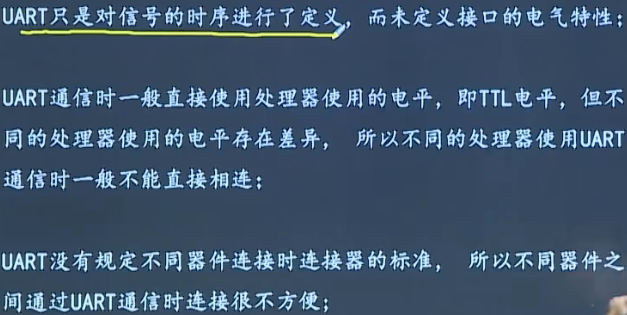 UART只是对信号的时序进行了定义，而未定义接口的电气特性；
UART通信时一般直接使用处理器使用的电平，即TTL电平，但不
同的处理器使用的电平存在差异， 所以不同的处理器使用UART
通信时一般不能直接相连；
UART没有规定不同器件连接时连接器的标准， 所以不同器件之
间通过UART通信时连接很不方便；